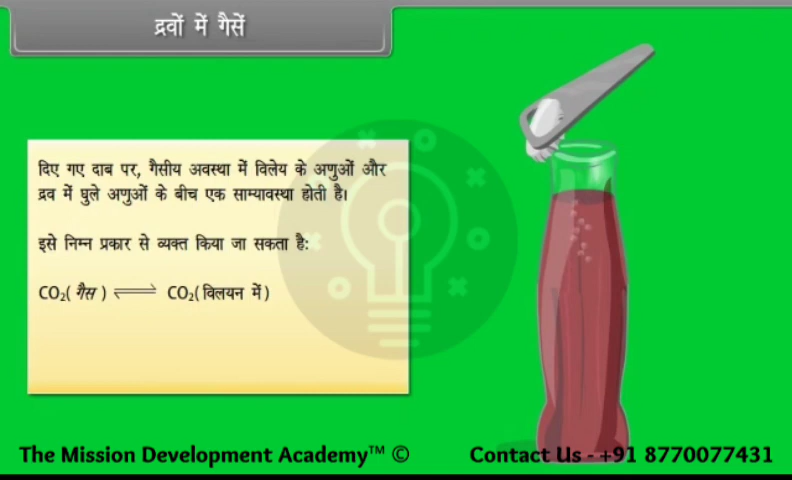 द्रवों में गैसें
दिए गए दाब पर, गैसीय अवस्था में विलेय के अणुओं और
द्रव में घुले अणुओं के बीच एक साम्यावस्था होती है।
इसे निम्न प्रकार से व्यक्त किया जा सकता है:
CO₂( गैस ) ⇌ CO₂(विलयन में)
The Mission Development Academy™ © Contact Us - +91 8770077431